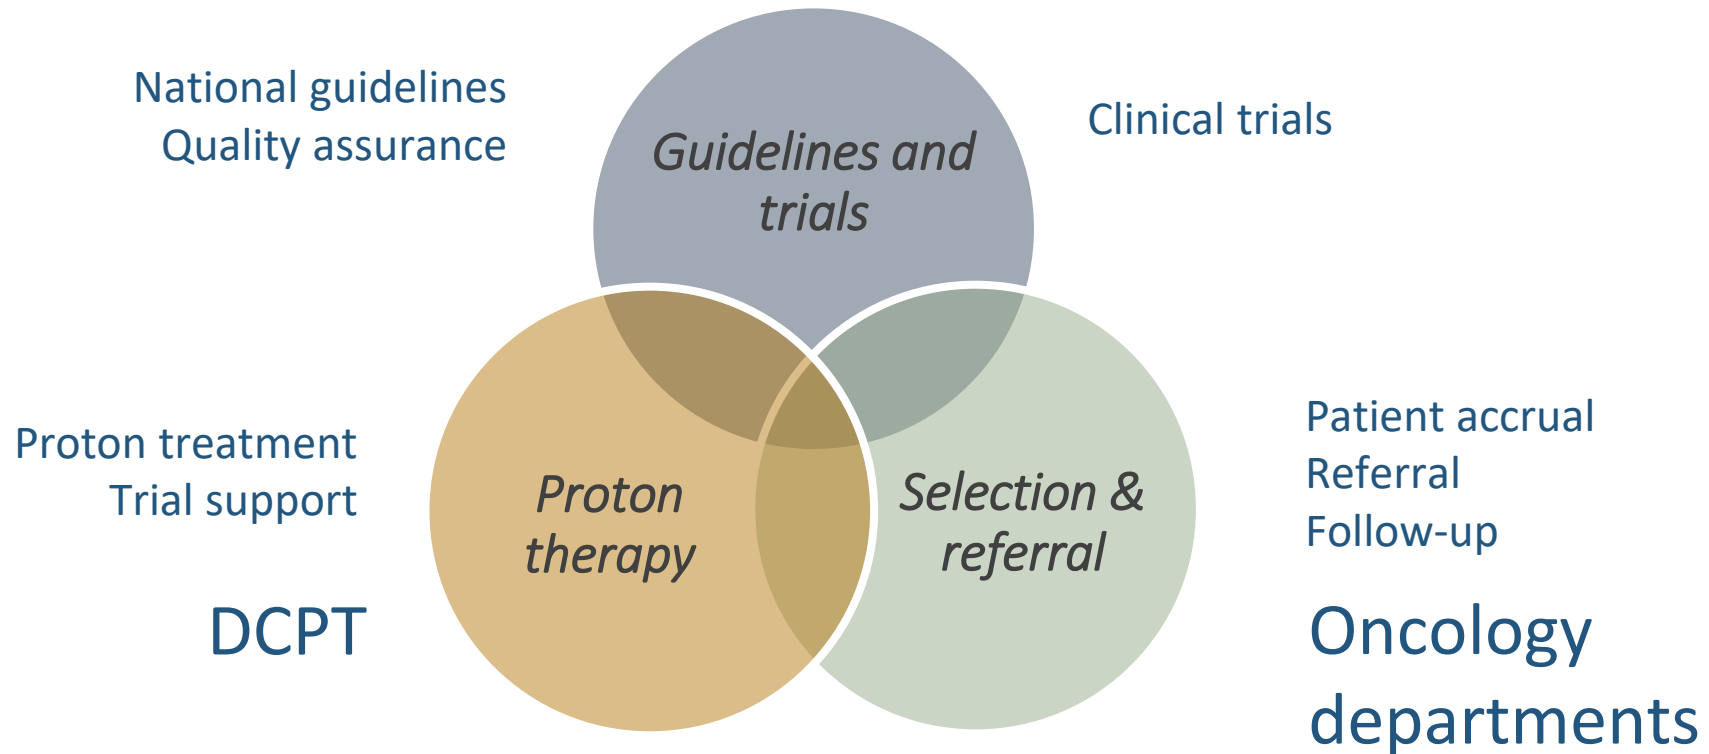 National guidelines
Quality assurance
Guidelines and
trials
Clinical trials
Proton treatment
Trial support
DCPT
Proton
therapy
Selection &
referral
Patient accrual
Referral
Follow-up
Oncology
departments